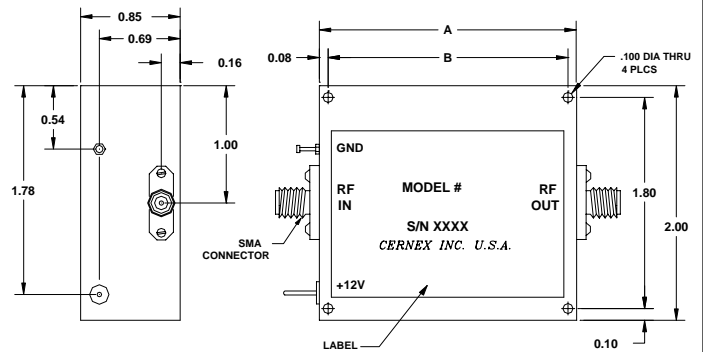 0.85
0.69
0.16
0.54
1.78
1.00
A
B
0.08
.100 DIA THRU
4 PLCS
GND
RF
IN
MODEL #
RF
OUT
S/N XXXX
CERNEX INC. U.S.A.
SMA
CONNECTOR
+12V
LABEL
1.80
2.00
0.10